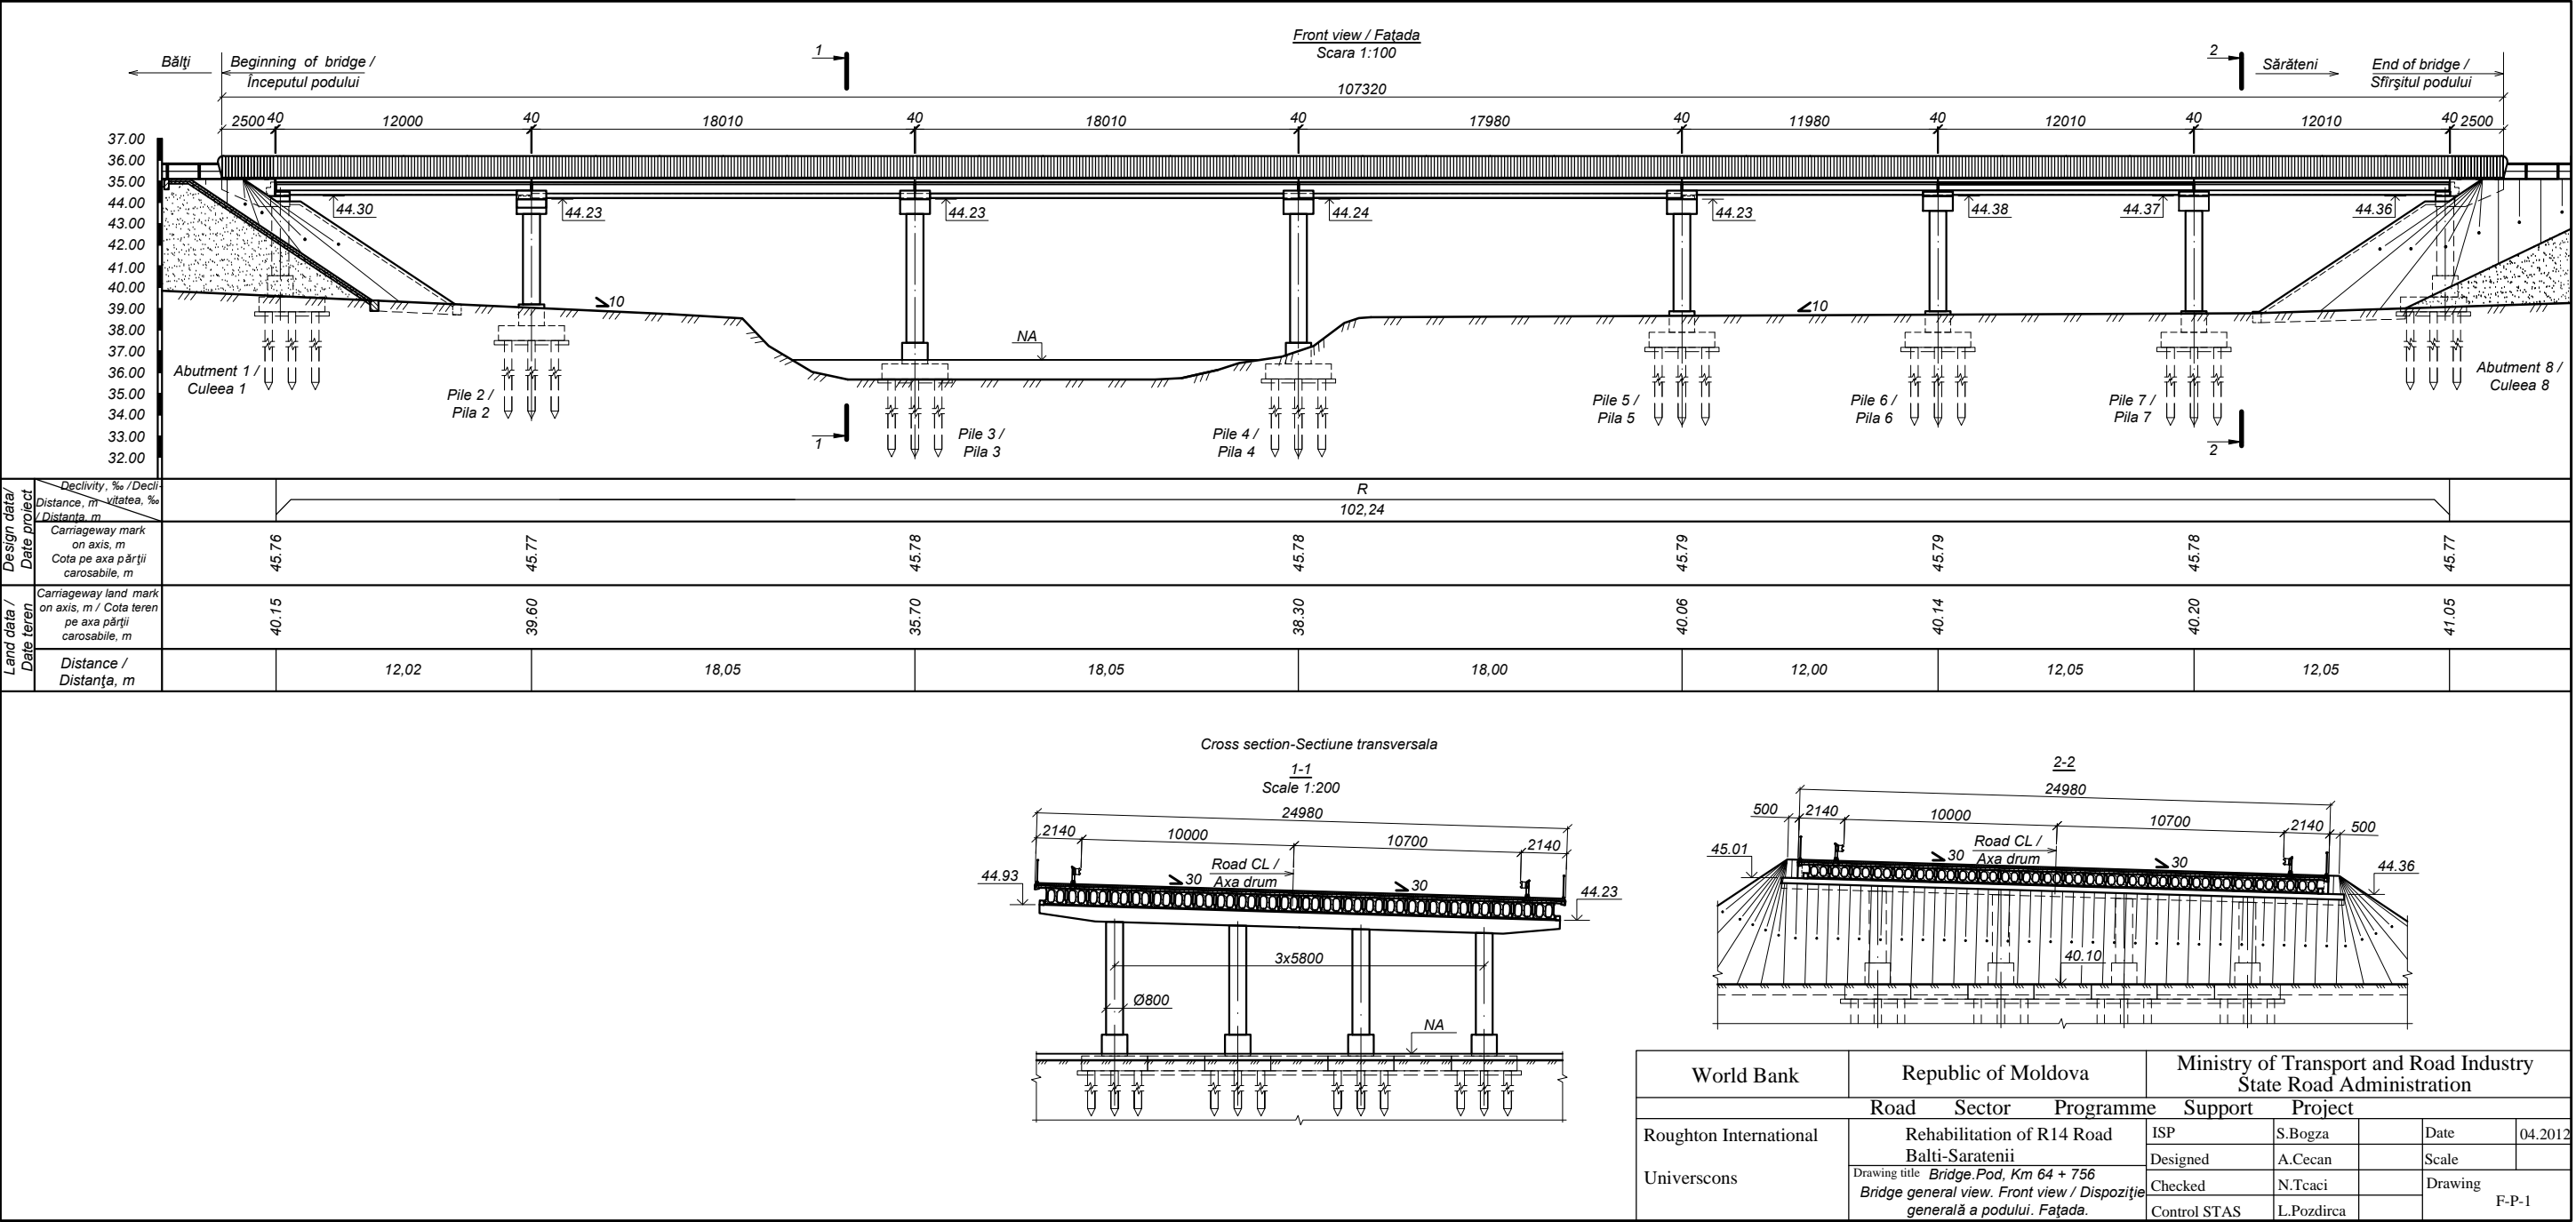 Front view / Faţada
Scara 1:100
1
2
Bălţi
Beginning of bridge /
Începutul podului
Sărăteni
End of bridge /
Sfîrşitul podului
107320
2500 40 12000 40 18010 40 18010 40 17980 40 11980 40 12010 40 12010 40 2500
37.00
36.00
35.00
44.00
43.00
42.00
41.00
40.00
39.00
38.00
37.00
36.00
35.00
34.00
33.00
32.00
44.30
44.23
44.23
44.24
44.23
44.38
44.37
44.36
10
10
NA
Abutment 1 /
Culeea 1
Pile 2 /
Pila 2
Pile 3 /
Pila 3
Pile 4 /
Pila 4
Pile 5 /
Pila 5
Pile 6 /
Pila 6
Pile 7 /
Pila 7
Abutment 8 /
Culeea 8
1
2
Design data/
Date proiect
Declivity, ‰ /Decli-
vitatea, ‰
Distance, m
/ Distanţa, m
R
102,24
Carriageway mark
on axis, m
Cota pe axa părţii
carosabile, m
45.76 45.77 45.78 45.78 45.79 45.79 45.78 45.77
Land data /
Date teren
Carriageway land mark
on axis, m / Cota teren
pe axa părţii
carosabile, m
40.15 39.60 35.70 38.30 40.06 40.14 40.20 41.05
Distance /
Distanţa, m
12,02 18,05 18,05 18,00 12,00 12,05 12,05
Cross section-Sectiune transversala
1-1
Scale 1:200
24980
2140 10000 10700 2140
Road CL /
Axa drum
30
30
44.93
44.23
3x5800
Ø800
NA
2-2
24980
500 2140 10000 10700 2140 500
Road CL /
Axa drum
30
30
45.01
44.36
40.10
World Bank
Republic of Moldova
Ministry of Transport and Road Industry
State Road Administration
Road Sector Programme Support Project
Roughton International
Universcons
Rehabilitation of R14 Road
Balti-Saratenii
Drawing title Bridge.Pod, Km 64 + 756
Bridge general view. Front view / Dispoziţie
generală a podului. Faţada.
ISP S.Bogza Date 04.2012
Designed A.Cecan Scale
Checked N.Tcaci Drawing
F-P-1
Control STAS L.Pozdirca